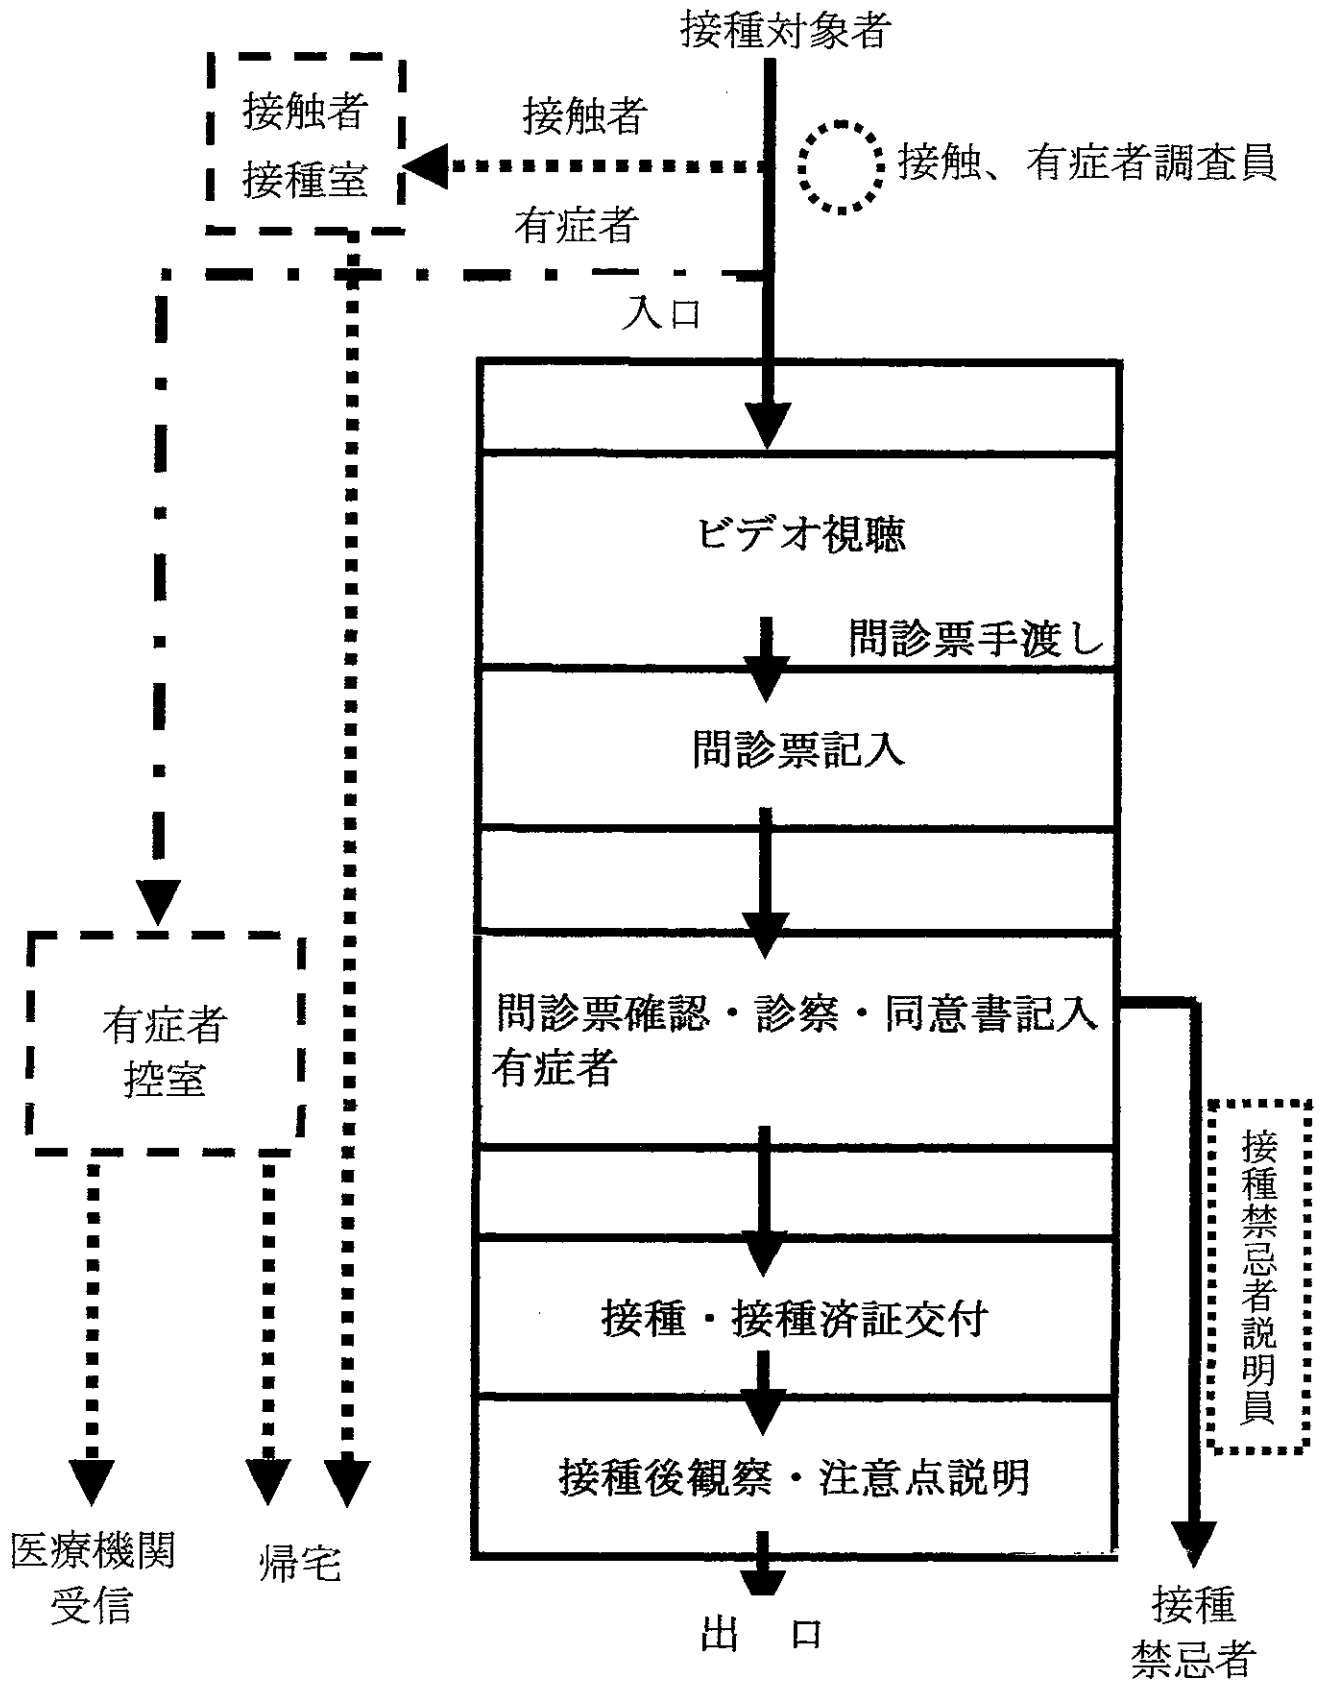 接種対象者
接触者
接種室
接触者
接触、有症者調査員
有症者
入口
ビデオ視聴
問診票手渡し
問診票記入
問診票確認・診察・同意書記入
有症者
有症者
控室
接種禁忌者説明員
接種・接種済証交付
接種後観察・注意点説明
医療機関
受信
帰宅
出　口
接種
禁忌者